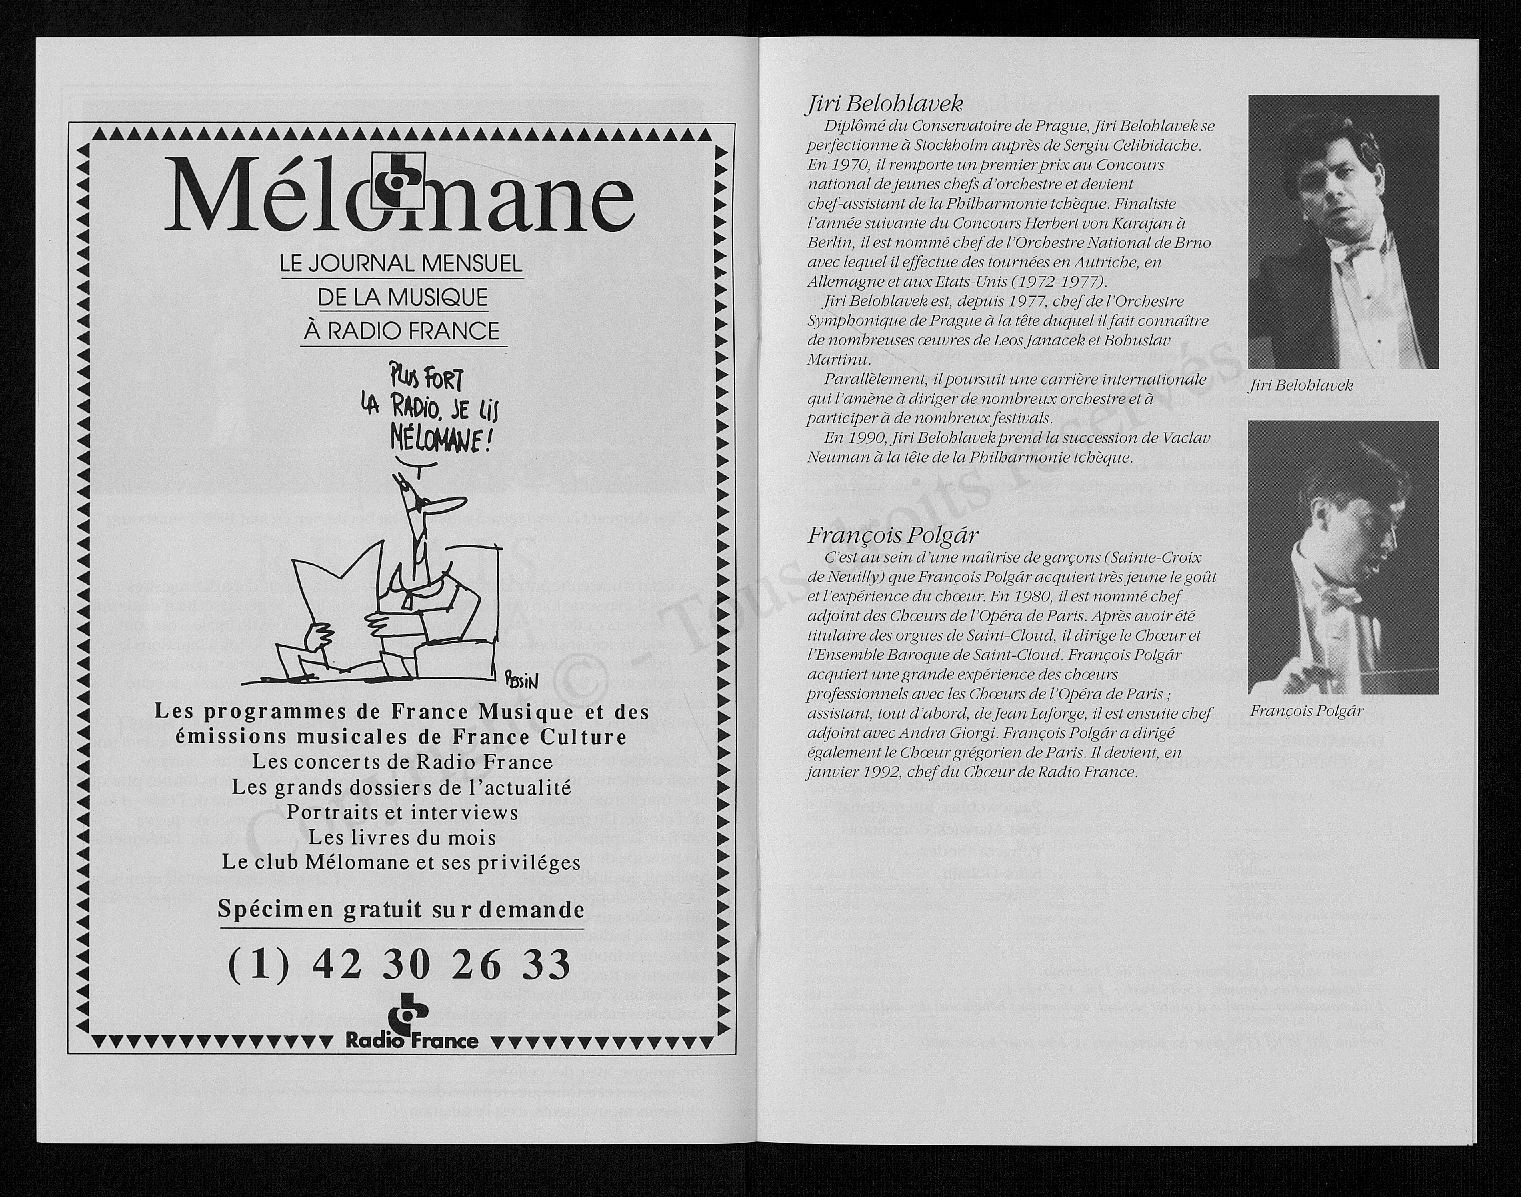 Mélomane
LE JOURNAL MENSUEL
DE LA MUSIQUE
À RADIO FRANCE
PLUS FORT
LA RADIO, JE LIS
MÉLOMANE!
PESSIN
Les programmes de France Musique et des
émissions musicales de France Culture
Les concerts de Radio France
Les grands dossiers de l'actualité
Portraits et interviews
Les livres du mois
Le club Mélomane et ses priviléges
Spécimen gratuit sur demande
(1) 42 30 26 33
Radio France
Jiri Belohlavek
Diplômé du Conservatoire de Prague, Jiri Belohlavek se
perfectionne à Stockholm auprès de Sergiu Celibidache.
En 1970, il remporte un premier prix au Concours
national de jeunes chefs d'orchestre et devient
chef-assistant de la Philharmonie tchèque. Finaliste
l'année suivante du Concours Herbert von Karajan à
Berlin, il est nommé chef de l'Orchestre National de Brno
avec lequel il effectue des tournées en Autriche, en
Allemagne et aux Etats-Unis (1972-1977).
Jiri Belohlavek est, depuis 1977, chef de l'Orchestre
Symphonique de Prague à la tête duquel il fait connaître
de nombreuses œuvres de Leos Janacek et Bohuslav
Martinu.
Parallèlement, il poursuit une carrière internationale
qui l'amène à diriger de nombreux orchestre et à
participer à de nombreux festivals.
En 1990, Jiri Belohlavek prend la succession de Vaclav
Neuman à la tête de la Philharmonie tchèque.
Jiri Belohlavek
François Polgár
C'est au sein d'une maîtrise de garçons (Sainte-Croix
de Neuilly) que François Polgár acquiert très jeune le goût
et l'expérience du chœur. En 1980, il est nommé chef
adjoint des Chœurs de l'Opéra de Paris. Après avoir été
titulaire des orgues de Saint-Cloud, il dirige le Chœur et
l'Ensemble Baroque de Saint-Cloud. François Polgár
acquiert une grande expérience des chœurs
professionnels avec les Chœurs de l'Opéra de Paris ;
assistant, tout d'abord, de Jean Laforge, il est ensuite chef
adjoint avec Andra Giorgi. François Polgár a dirigé
également le Chœur grégorien de Paris. Il devient, en
janvier 1992, chef du Chœur de Radio France.
François Polgár
© - Tous droits réservés